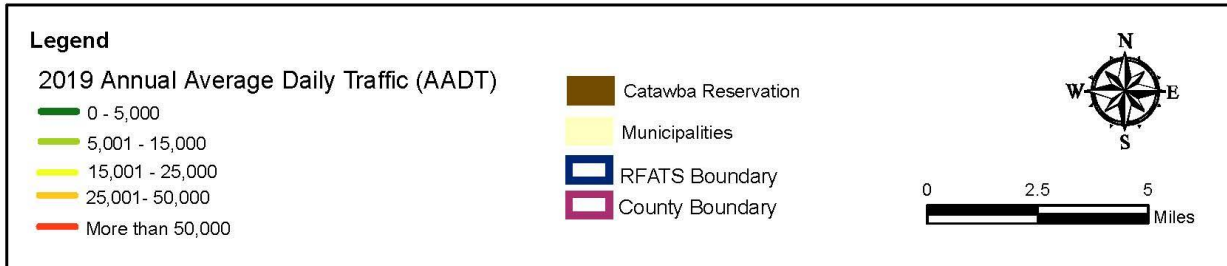 Legend
2019 Annual Average Daily Traffic (AADT)
0 - 5,000
5,001 - 15,000
15,001 - 25,000
25,001- 50,000
More than 50,000
Catawba Reservation
Municipalities
RFATS Boundary
County Boundary
N
W E
S
0 2.5 5
Miles